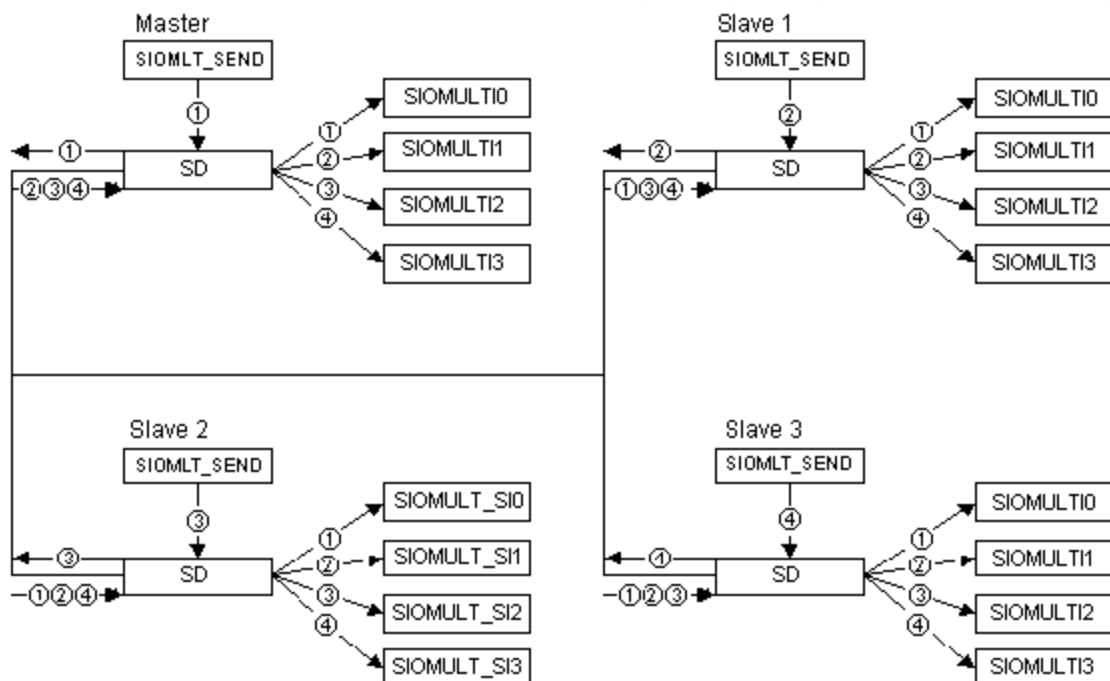 Master
SIOMLT_SEND
①
SIOMULTI0
①
①
②
SIOMULTI1
SD
②③④
③
SIOMULTI2
④
SIOMULTI3
Slave 1
SIOMLT_SEND
②
SIOMULTI0
②
①
②
SIOMULTI1
SD
①③④
③
SIOMULTI2
④
SIOMULTI3
Slave 2
SIOMLT_SEND
③
SIOMULT_SI0
③
①
②
SIOMULT_SI1
SD
①②④
③
SIOMULT_SI2
④
SIOMULT_SI3
Slave 3
SIOMLT_SEND
④
SIOMULTI0
④
①
②
SIOMULTI1
SD
①②③
③
SIOMULTI2
④
SIOMULTI3